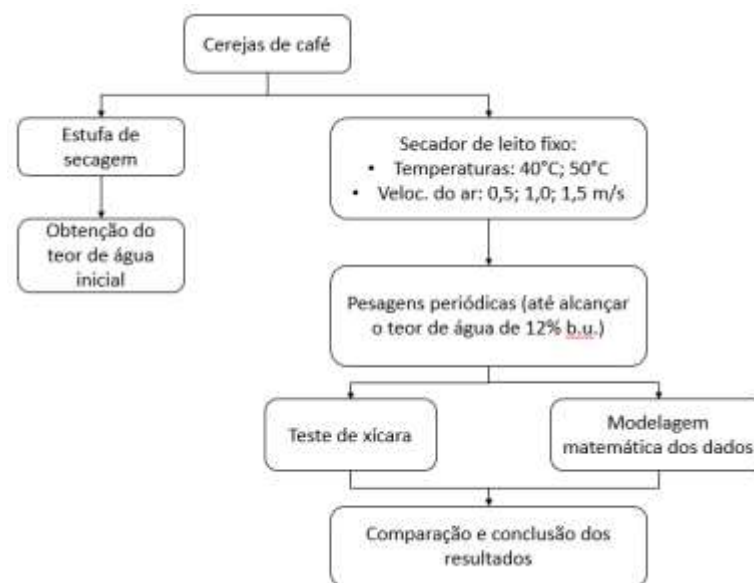 Cerejas de café
Estufa de
secagem
Secador de leito fixo:
• Temperaturas: 40°C; 50°C
• Veloc. do ar: 0,5; 1,0; 1,5 m/s
Obtenção do
teor de água
inicial
Pesagens periódicas (até alcançar
o teor de água de 12% b.u.)
Teste de xícara
Modelagem
matemática dos dados
Comparação e conclusão dos
resultados